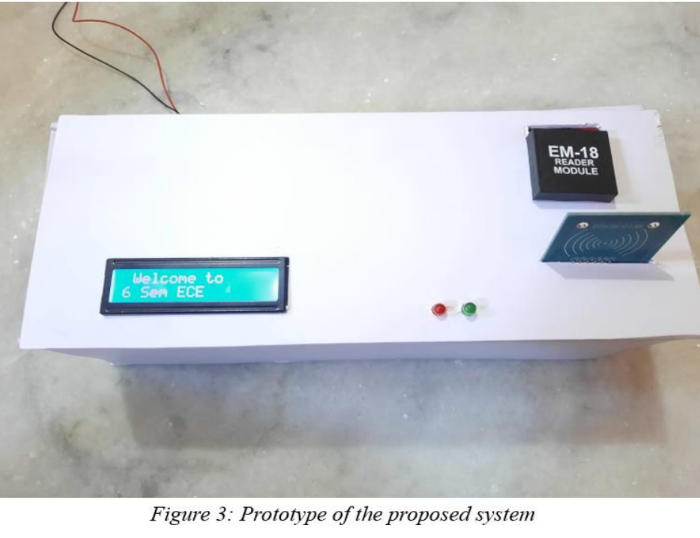 EM-18
READER
MODULE
Welcome to
6 Sem ECE
Figure 3: Prototype of the proposed system